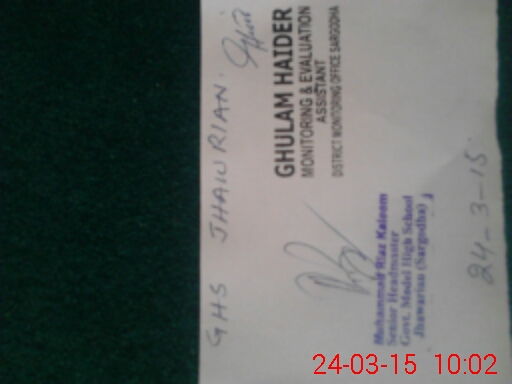 GHS JHAWRIAN.
GHULAM HAIDER
MONITORING & EVALUATION
ASSISTANT
DISTRICT MONITORING OFFICE SARGODHA
Muhammad Riaz Kaleem
Senior Headmaster
Govt. Model High School
Jhawarian (Sargodha)
24-3-15.
24-03-15 10:02